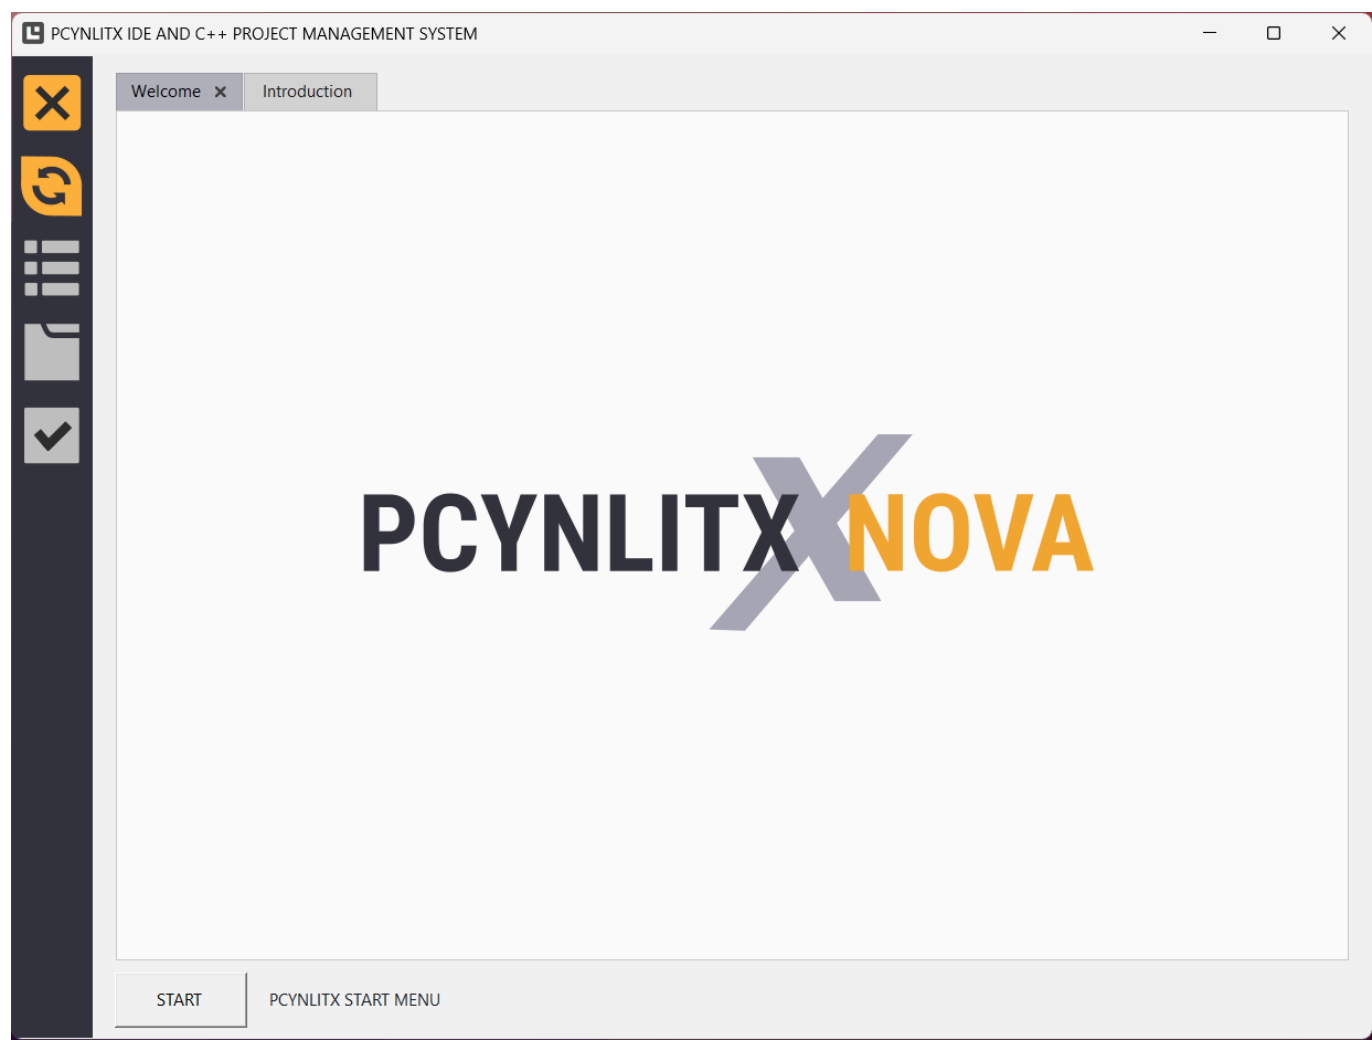 PCYNLITX IDE AND C++ PROJECT MANAGEMENT SYSTEM
Welcome
Introduction
PCYNLITX NOVA
START
PCYNLITX START MENU